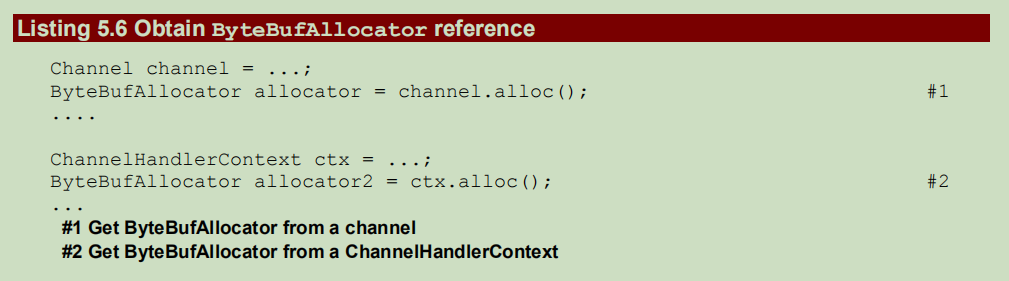 Listing 5.6 Obtain ByteBufAllocator reference
Channel channel = ...;
ByteBufAllocator allocator = channel.alloc(); #1
....
ChannelHandlerContext ctx = ...;
ByteBufAllocator allocator2 = ctx.alloc(); #2
...
#1 Get ByteBufAllocator from a channel
#2 Get ByteBufAllocator from a ChannelHandlerContext